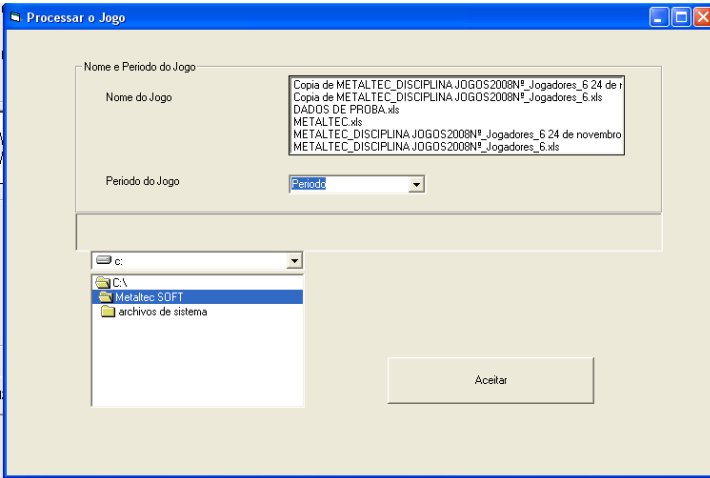 Processar o Jogo
Nome e Periodo do Jogo
Nome do Jogo
Copia de METALTEC_DISCIPLINA JOGOS2008Nº_Jogadores_6 24 de
Copia de METALTEC_DISCIPLINA JOGOS2008Nº_Jogadores_6.xls
DADOS DE PROBA.xls
METALTEC.xls
METALTEC_DISCIPLINA JOGOS2008Nº_Jogadores_6 24 de novembro
METALTEC_DISCIPLINA JOGOS2008Nº_Jogadores_6.xls
Periodo do Jogo
Periodo
c:
C:\
Metaltec SOFT
archivos de sistema
Aceitar